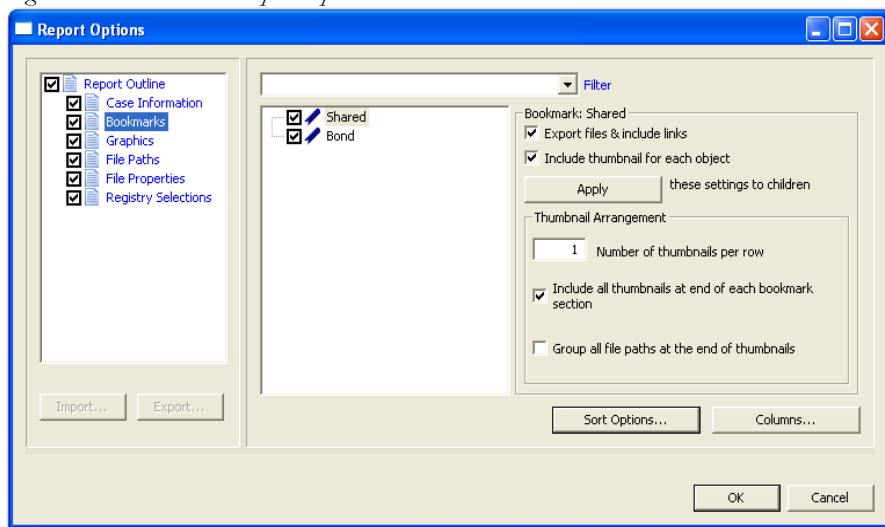 Report Options
Report Outline
Case Information
Bookmarks
Graphics
File Paths
File Properties
Registry Selections
Import...
Export...
Filter
Shared
Bond
Bookmark: Shared
Export files & include links
Include thumbnail for each object
Apply
these settings to children
Thumbnail Arrangement
1 Number of thumbnails per row
Include all thumbnails at end of each bookmark
section
Group all file paths at the end of thumbnails
Sort Options...
Columns...
OK
Cancel